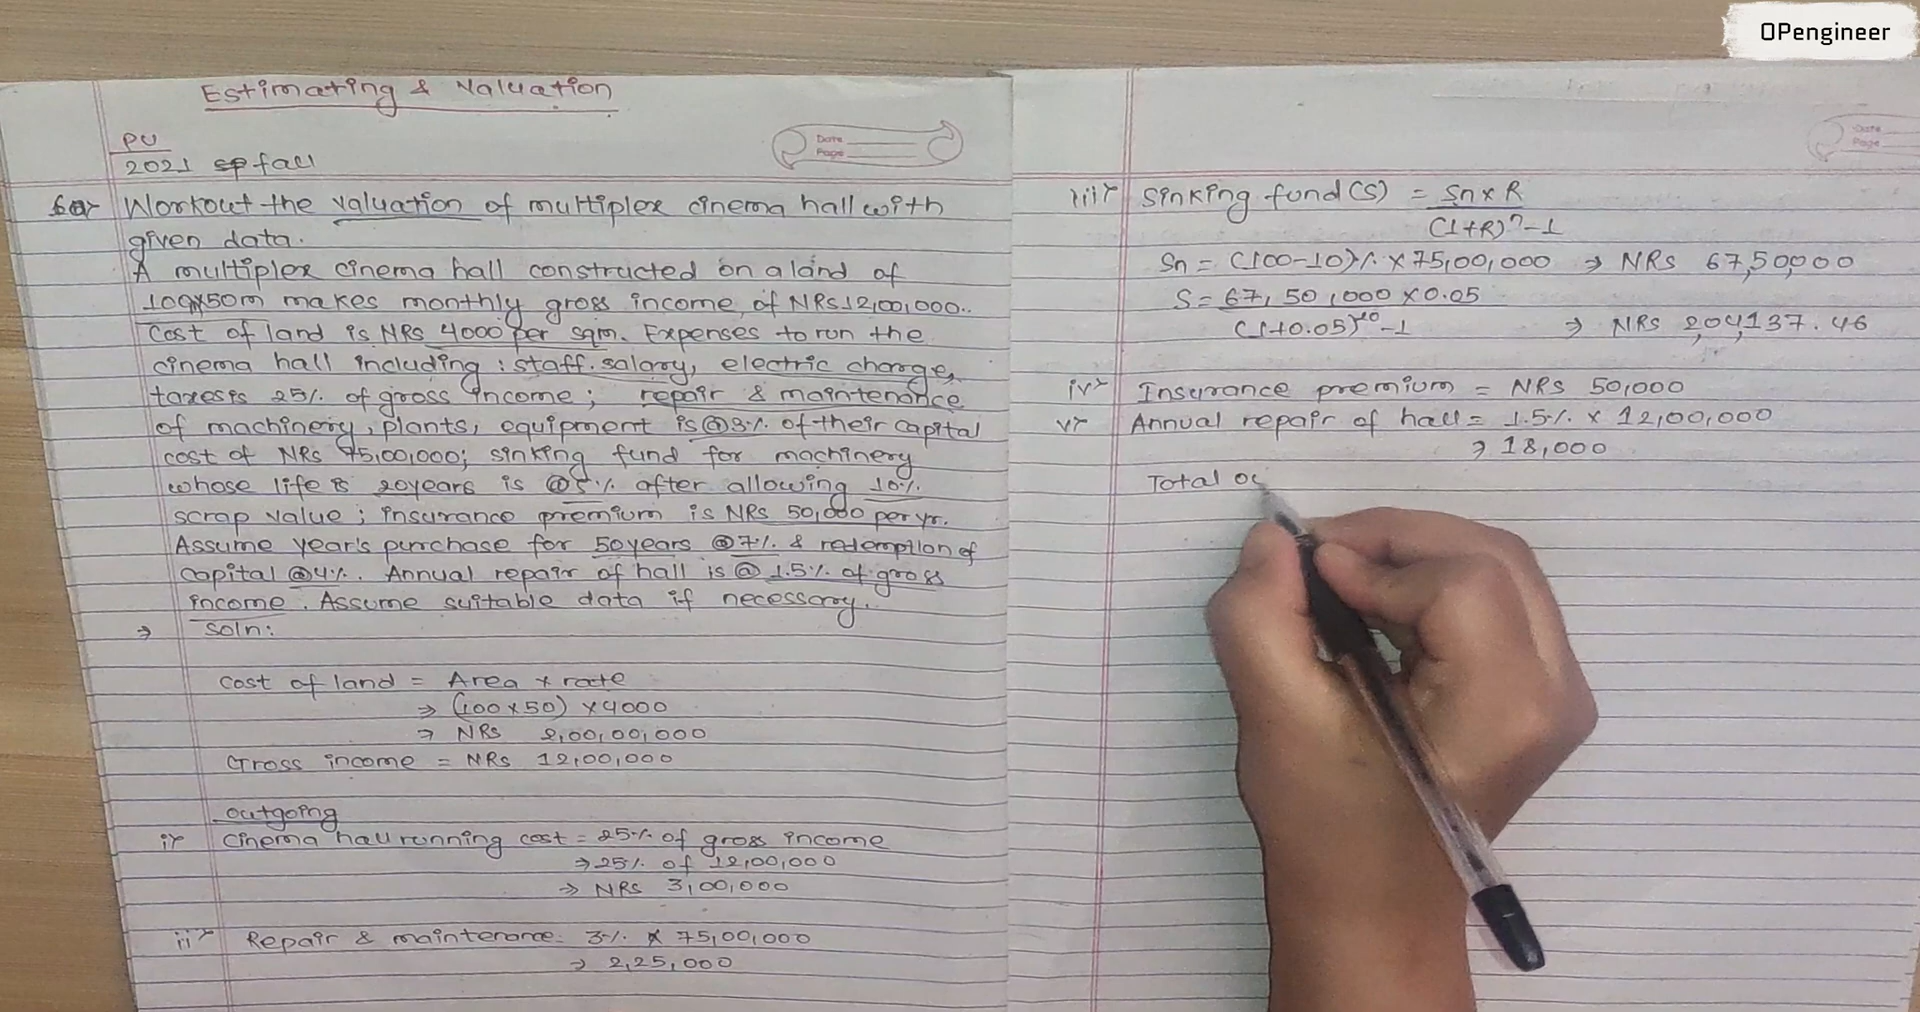 OPengineer
Estimating & Valuation
PU
2021 fall
Date
Page
6a> Workout the valuation of multiplex cinema hall with
given data.
A multiplex cinema hall constructed on a land of
100x50m makes monthly gross income, of NRs 12,00,000..
Cost of land is NRs 4000 per sqm. Expenses to run the
cinema hall including : staff salary, electric charge,
taxes is 25% of gross income ; repair & maintenance
of machinery, plants, equipment is @3% of their capital
cost of NRs 75,00,000; sinking fund for machinery
whose life is 20years is @5% after allowing 10%
scrap value ; insurance premium is NRs 50,000 per yr.
Assume year's purchase for 50years @7% & redemption of
capital @4%. Annual repair of hall is @ 1.5% of gross
income. Assume suitable data if necessary.
⇒ Soln:
Cost of land = Area x rate
⇒ (100x50) x4000
⇒ NRs 2,00,00,000
Gross income = NRs 12,00,000
Outgoing
i> Cinema hall running cost = 25% of gross income
⇒ 25% of 12,00,000
⇒ NRs 3,00,000
ii> Repair & maintenance: 3% x 75,00,000
⇒ 2,25,000
Date
Page
iii> Sinking fund (S) = Sn x R
(1+R)ⁿ-1
Sn = (100-10)% x 75,00,000 ⇒ NRs 67,50,000
S = 67,50,000 x 0.05
(1+0.05)²⁰-1 ⇒ NRs 2,04,137.46
iv> Insurance premium = NRs 50,000
v> Annual repair of hall = 1.5% x 12,00,000
⇒ 18,000
Total ou